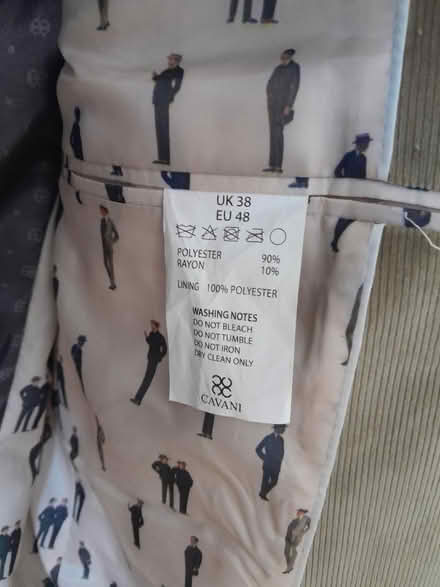 UK 38
EU 48
POLYESTER 90%
RAYON 10%
LINING 100% POLYESTER
WASHING NOTES
DO NOT BLEACH
DO NOT TUMBLE
DO NOT IRON
DRY CLEAN ONLY
CAVANI